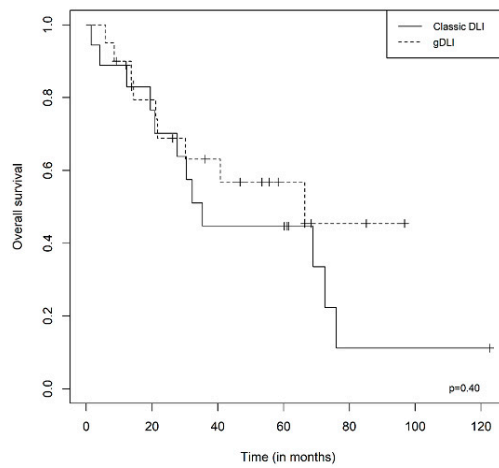 Classic DLI
gDLI
Overall survival
1.0
0.8
0.6
0.4
0.2
0.0
p=0.40
0 20 40 60 80 100 120
Time (in months)